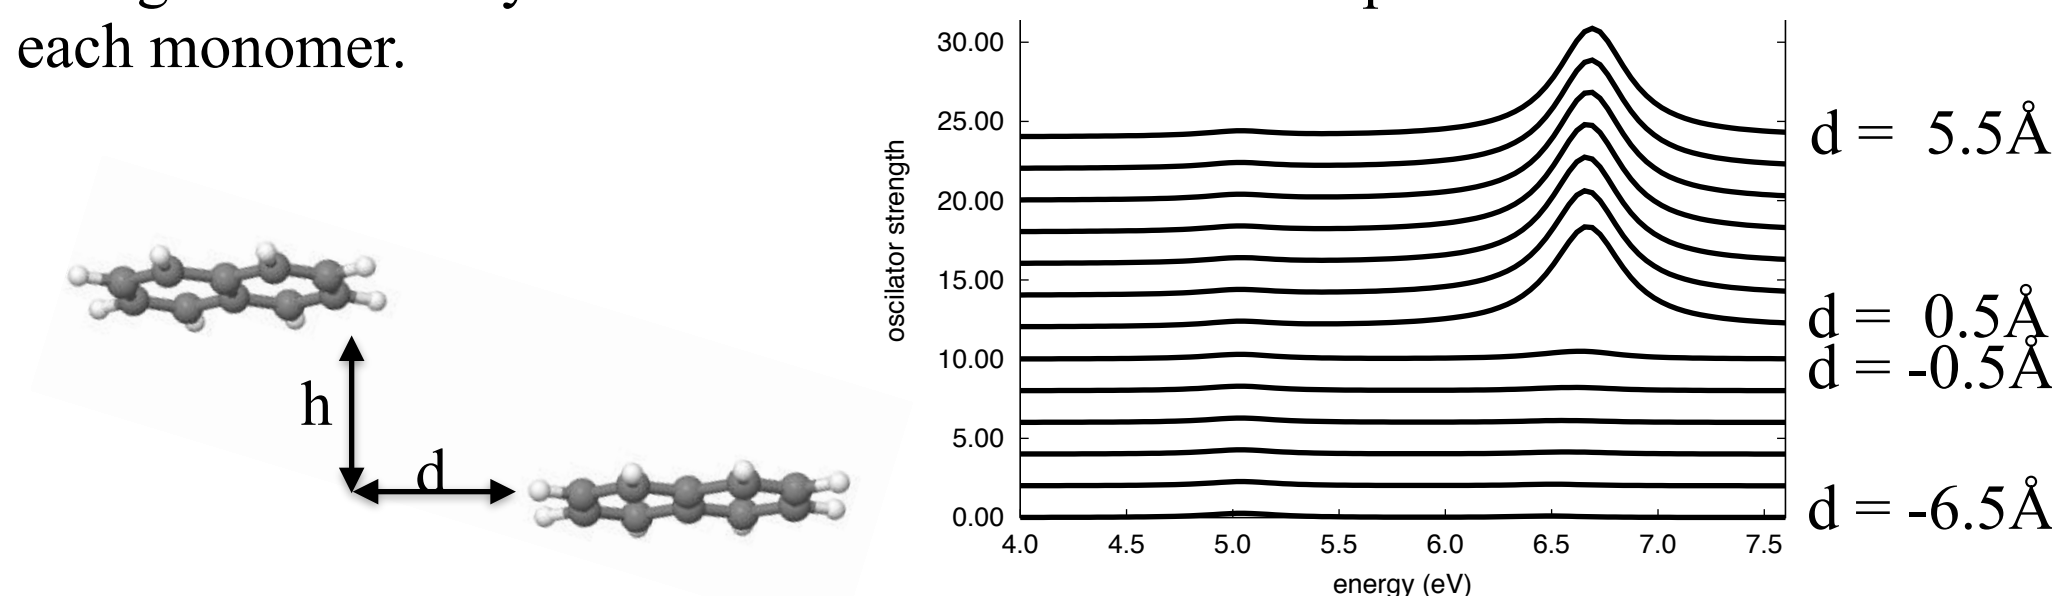 each monomer.
h
d
oscilator strength
30.00
25.00
20.00
15.00
10.00
5.00
0.00
4.0 4.5 5.0 5.5 6.0 6.5 7.0 7.5
energy (eV)
d = 5.5Å
d = 0.5Å
d = -0.5Å
d = -6.5Å